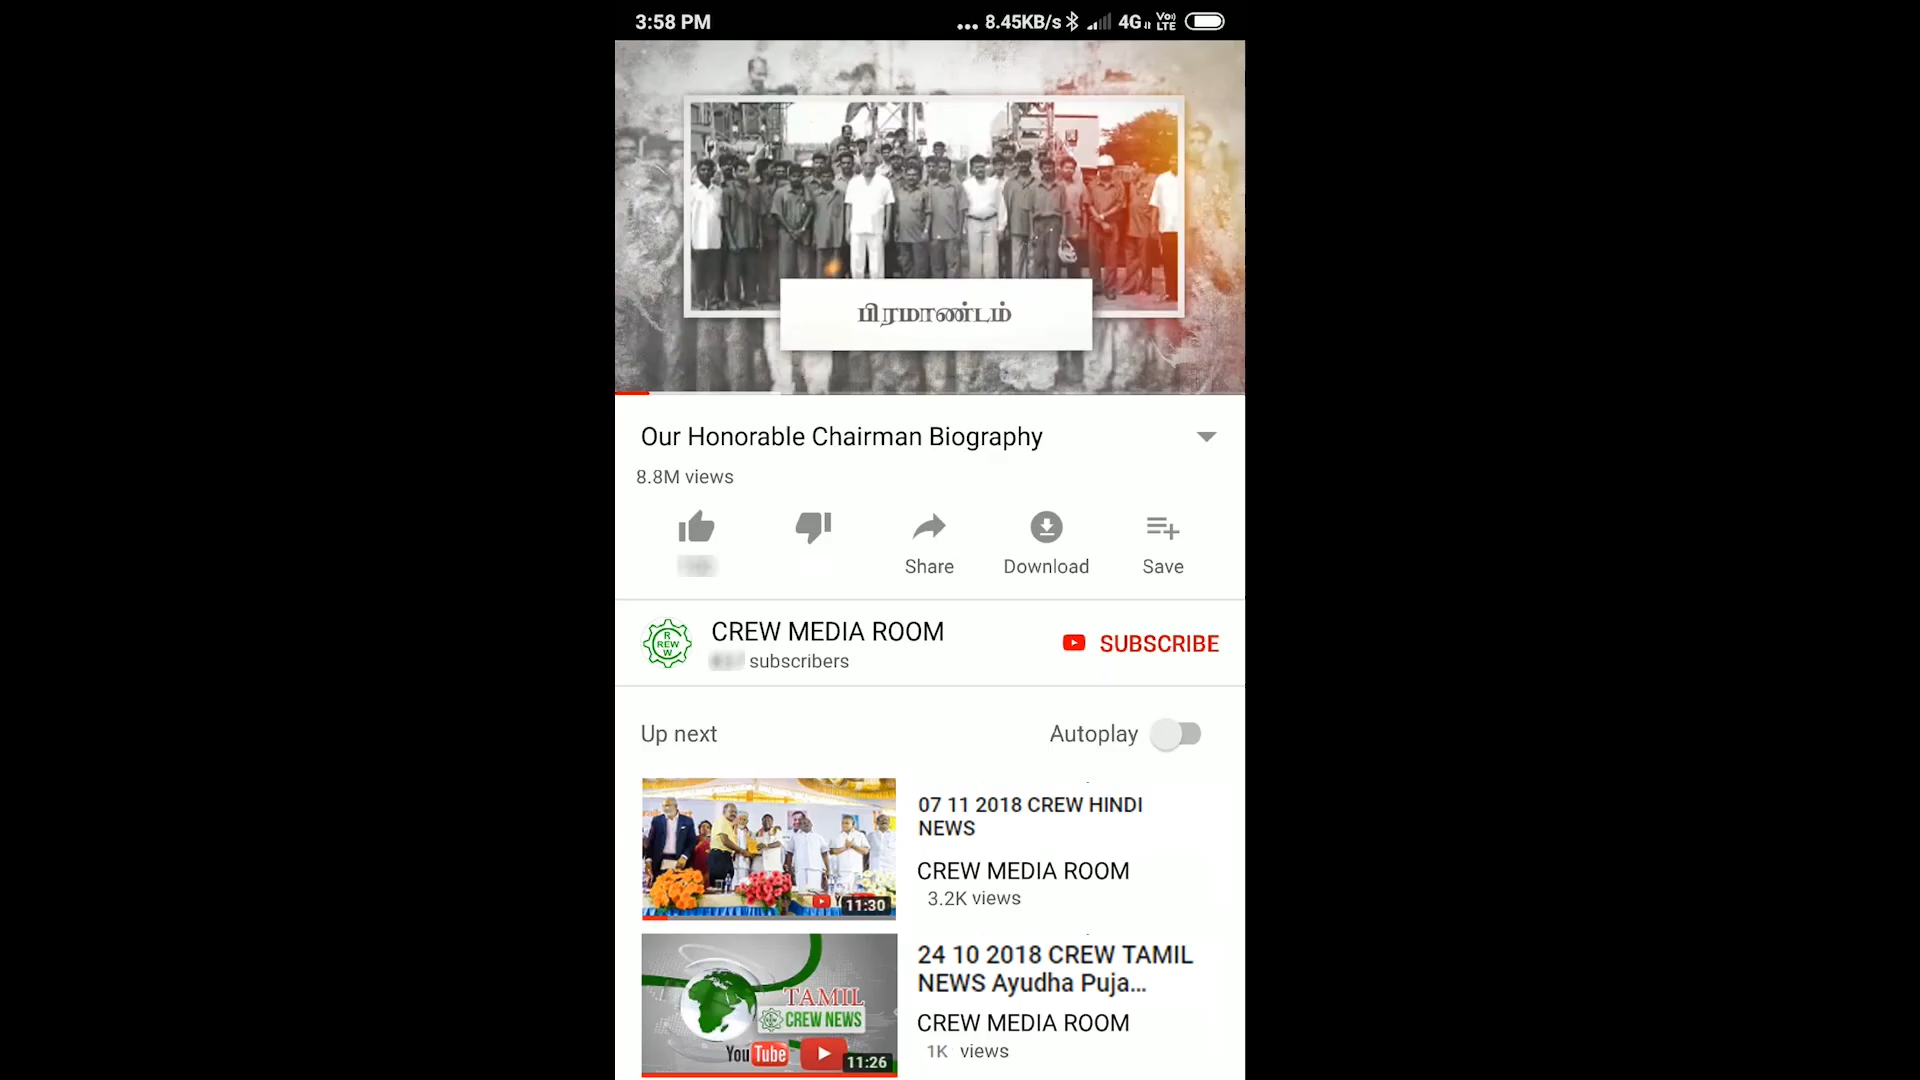 3:58 PM
... 8.45KB/s 4G Vo) LTE
பிரமாண்டம்
Our Honorable Chairman Biography
8.8M views
Share Download Save
R
REW
W
CREW MEDIA ROOM
subscribers
SUBSCRIBE
Up next
Autoplay
07 11 2018 CREW HINDI
NEWS
CREW MEDIA ROOM
3.2K views
11:30
24 10 2018 CREW TAMIL
NEWS Ayudha Puja...
CREW MEDIA ROOM
1K views
TAMIL
CREW NEWS
YouTube
11:26